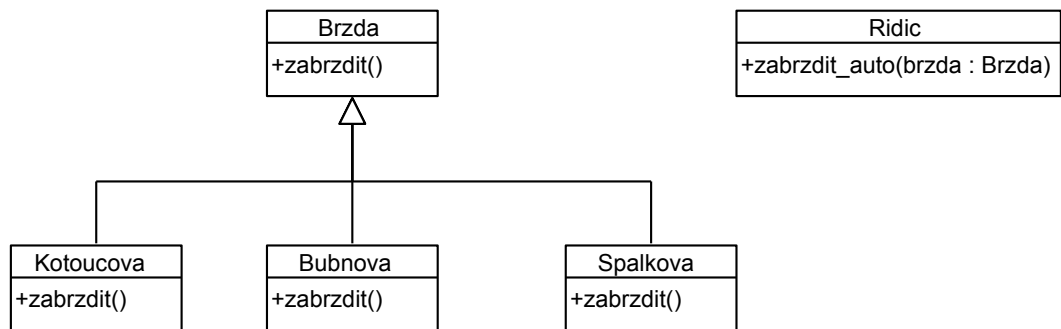 Brzda
+zabrzdit()
Ridic
+zabrzdit_auto(brzda : Brzda)
Kotoucova
+zabrzdit()
Bubnova
+zabrzdit()
Spalkova
+zabrzdit()